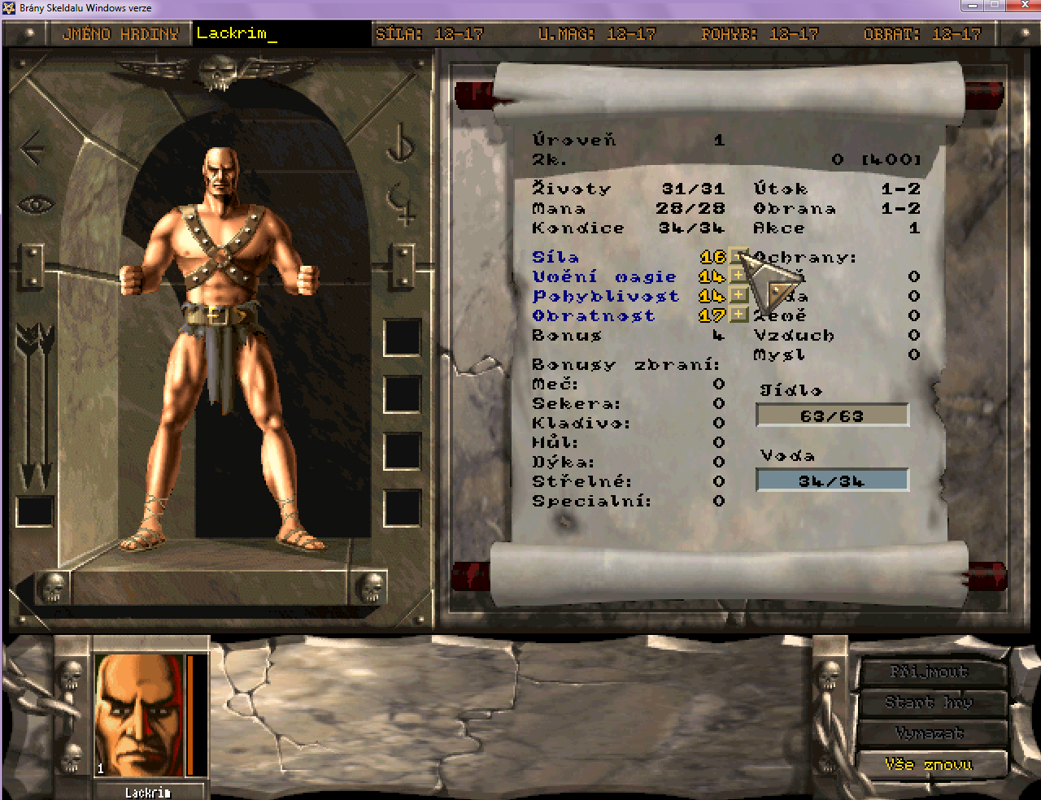 Brány Skeldalu Windows verze
JMÉNO HRDINY Lackrim_ SÍLA: 12-17 U.MAG: 12-17 POHYB: 12-17 OBRAT: 12-17
Úroveň 1
Zk. 0 [400]
Životy 31/31 Útok 1-2
Mana 28/28 Obrana 1-2
Kondice 34/34 Akce 1
Síla 16 + Ochrany:
Umění magie 14 + 0
Pohyblivost 14 + 0
Obratnost 17 + Země 0
Bonus 4 Vzduch 0
Mysl 0
Bonusy zbraní:
Meč: 0 Jídlo
Sekera: 0
Kladivo: 0 63/63
Hůl: 0
Dýka: 0 Voda
Střelné: 0 34/34
Specialní: 0
1
Lackrim
Přijmout
Start hry
Vymazat
Vše znovu